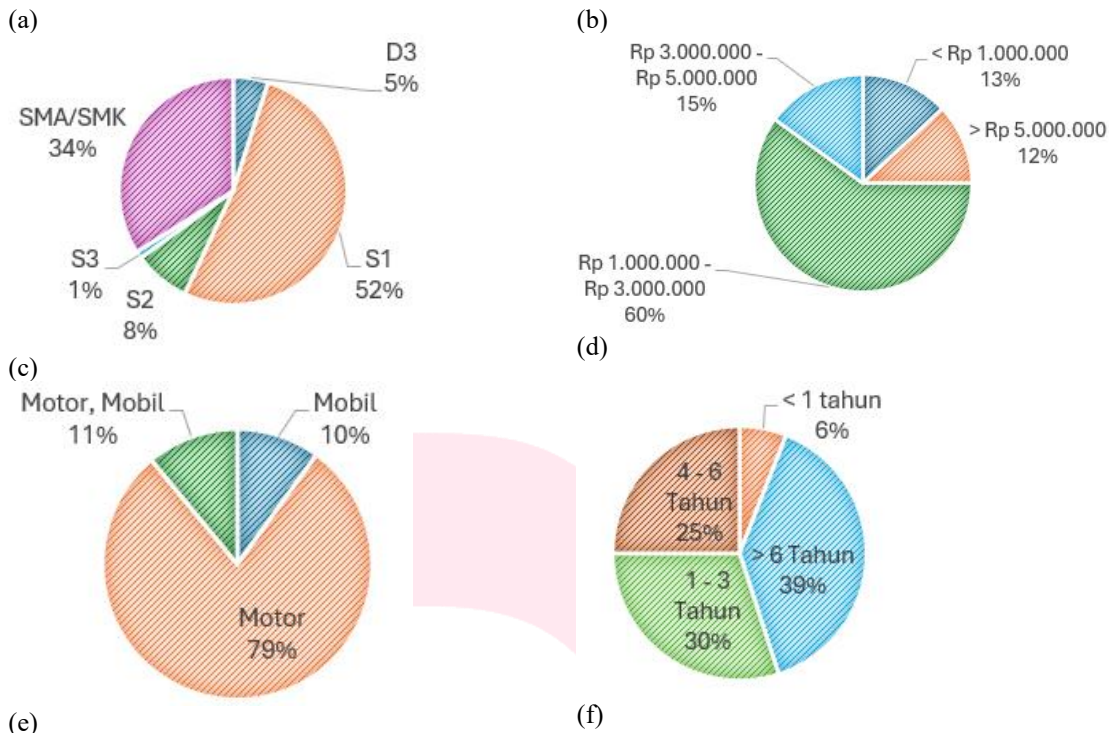 (a)
D3
5%
SMA/SMK
34%
S3
1%
S2
8%
S1
52%
(b)
Rp 3.000.000 -
Rp 5.000.000
15%
< Rp 1.000.000
13%
> Rp 5.000.000
12%
Rp 1.000.000 -
Rp 3.000.000
60%
(c)
Motor, Mobil
11%
Mobil
10%
Motor
79%
(d)
< 1 tahun
6%
4 - 6
Tahun
25%
> 6 Tahun
39%
1 - 3
Tahun
30%
(e)
(f)